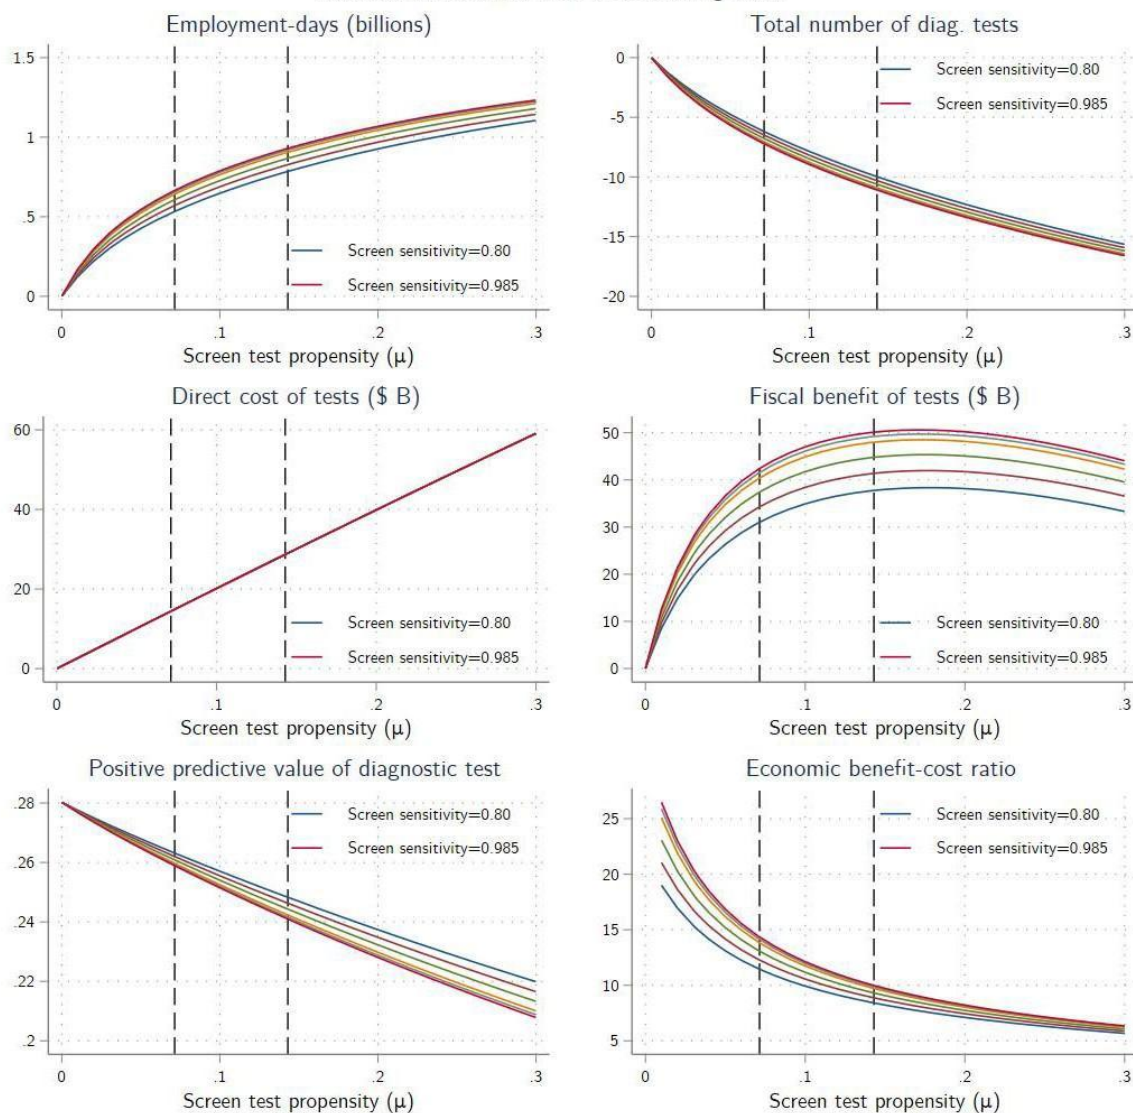 Employment-days (billions)
1.5
1
.5
0
Screen sensitivity=0.80
Screen sensitivity=0.985
0 .1 .2 .3
Screen test propensity (μ)
Total number of diag. tests
0
-5
-10
-15
-20
Screen sensitivity=0.80
Screen sensitivity=0.985
0 .1 .2 .3
Screen test propensity (μ)
Direct cost of tests ($ B)
60
40
20
0
Screen sensitivity=0.80
Screen sensitivity=0.985
0 .1 .2 .3
Screen test propensity (μ)
Fiscal benefit of tests ($ B)
50
40
30
20
10
0
Screen sensitivity=0.80
Screen sensitivity=0.985
0 .1 .2 .3
Screen test propensity (μ)
Positive predictive value of diagnostic test
.28
.26
.24
.22
.2
Screen sensitivity=0.80
Screen sensitivity=0.985
0 .1 .2 .3
Screen test propensity (μ)
Economic benefit-cost ratio
25
20
15
10
5
Screen sensitivity=0.80
Screen sensitivity=0.985
0 .1 .2 .3
Screen test propensity (μ)